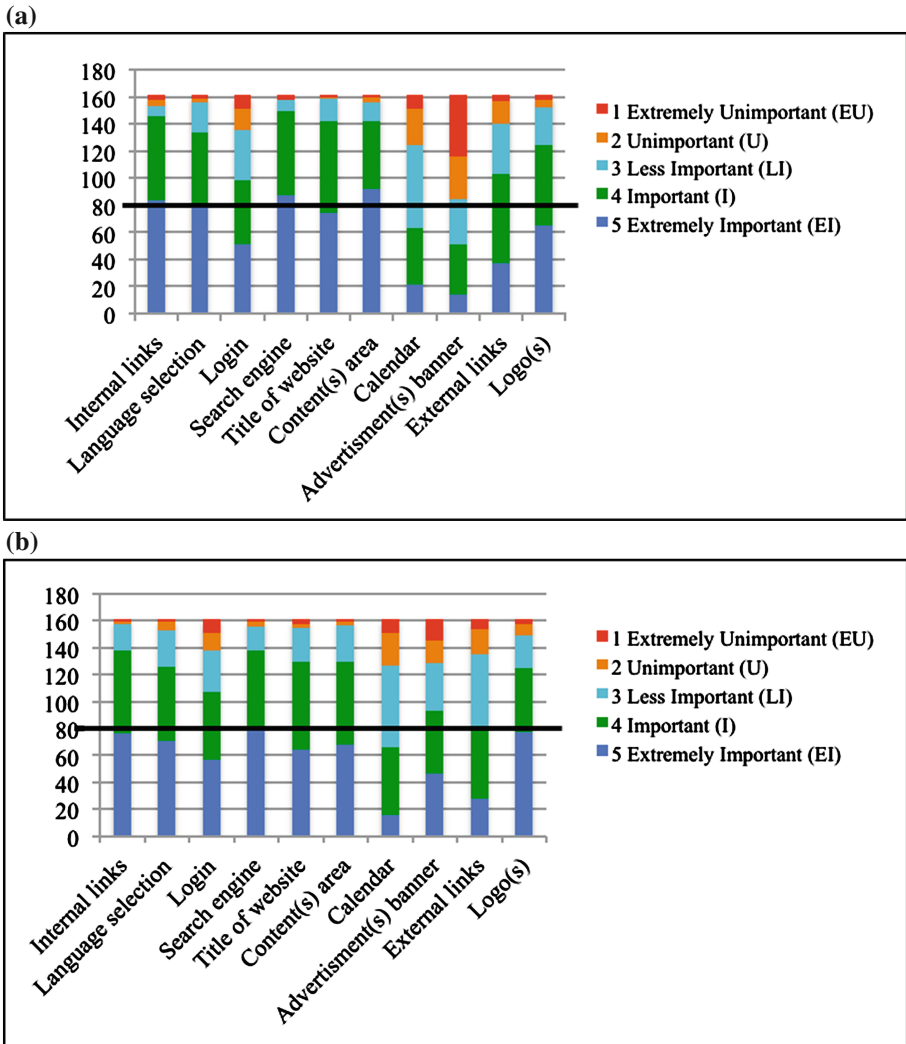 (a)
180
160
140
120
100
80
60
40
20
0
Internal links
Language selection
Login
Search engine
Title of website
Content(s) area
Calendar
Advertisment(s) banner
External links
Logo(s)
1 Extremely Unimportant (EU)
2 Unimportant (U)
3 Less Important (LI)
4 Important (I)
5 Extremely Important (EI)
(b)
180
160
140
120
100
80
60
40
20
0
Internal links
Language selection
Login
Search engine
Title of website
Content(s) area
Calendar
Advertisment(s) banner
External links
Logo(s)
1 Extremely Unimportant (EU)
2 Unimportant (U)
3 Less Important (LI)
4 Important (I)
5 Extremely Important (EI)